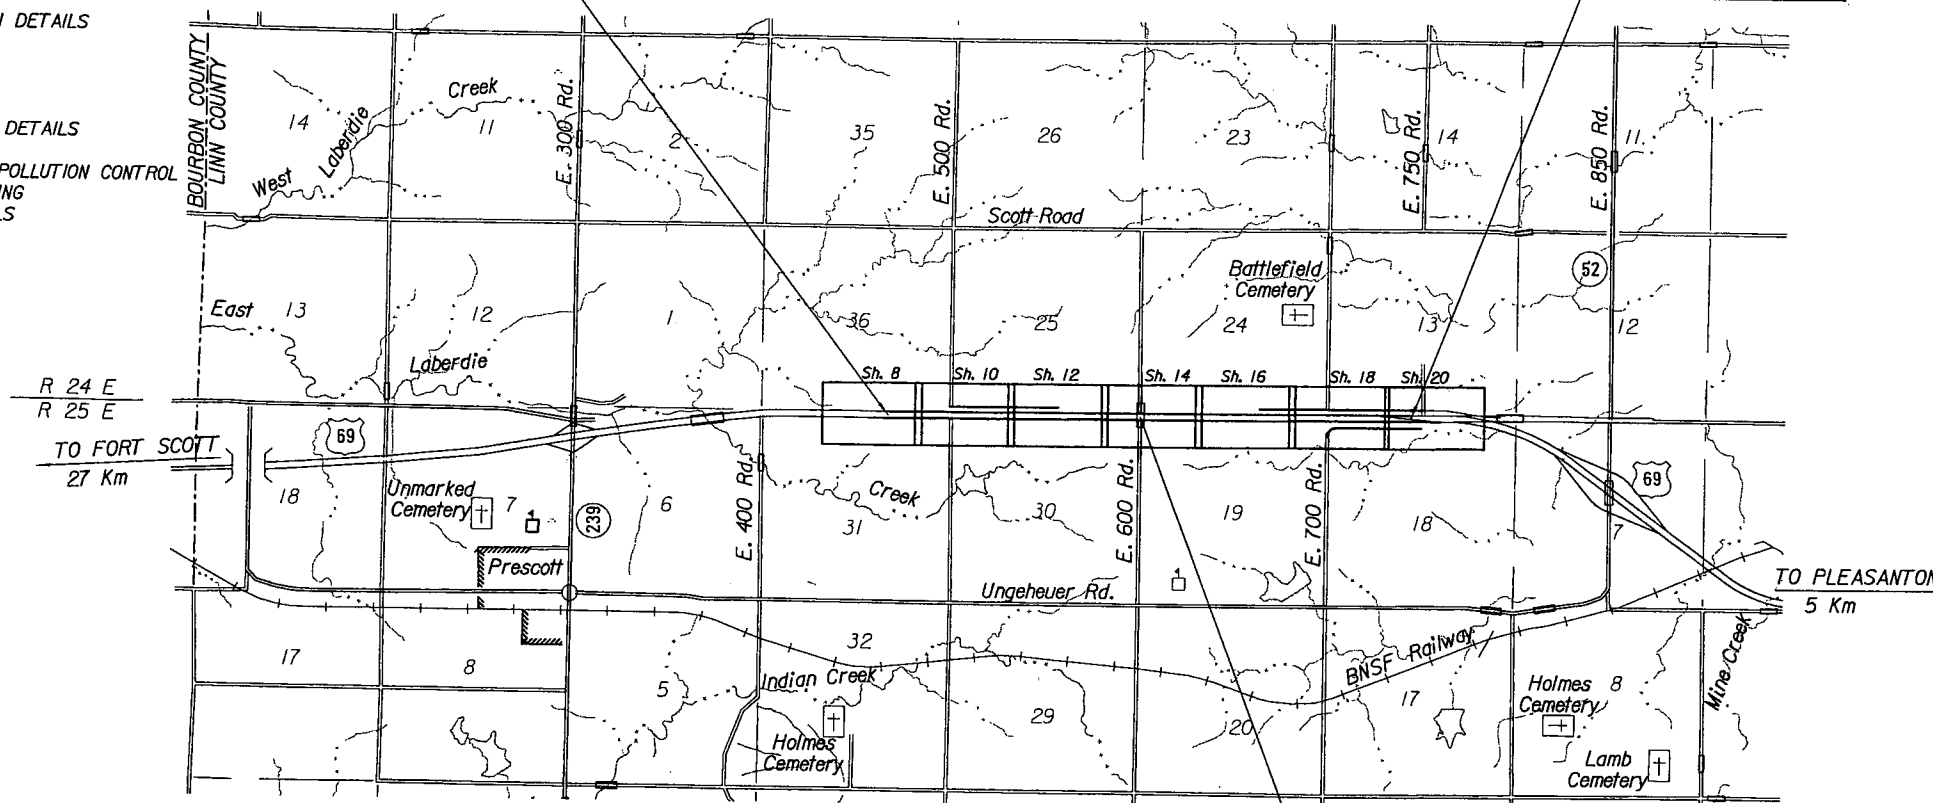 DETAILS
DETAILS
POLLUTION CONTROL
BOURBON COUNTY
LINN COUNTY
West
Laberdie
Creek
14
11
2
35
26
23
14
11
E. 300 Rd.
E. 500 Rd.
E. 750 Rd.
E. 850 Rd.
Scott Road
East
Laberdie
13
12
1
36
25
24
13
12
Battlefield
Cemetery
52
R 24 E
R 25 E
Sh. 8
Sh. 10
Sh. 12
Sh. 14
Sh. 16
Sh. 18
Sh. 20
69
TO FORT SCOTT
27 Km
18
Unmarked
Cemetery
7
239
6
E. 400 Rd.
31
Creek
30
E. 600 Rd.
19
E. 700 Rd.
18
69
7
Prescott
Ungeheuer Rd.
TO PLEASANTON
5 Km
17
8
5
32
Indian Creek
29
20
BNSF Railway
17
8
Mine Creek
Holmes
Cemetery
Holmes
Cemetery
Lamb
Cemetery